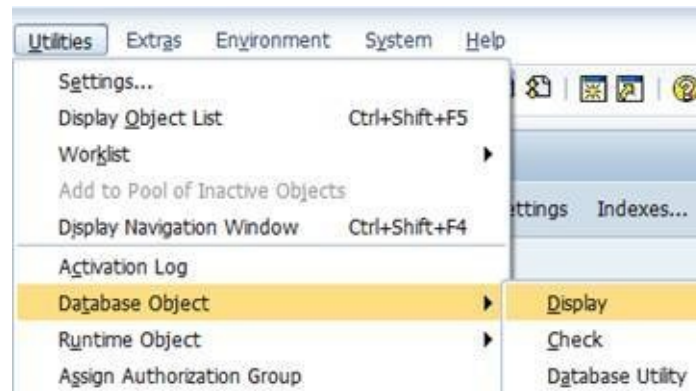 Utilities Extras Environment System Help
Settings...
Display Object List Ctrl+Shift+F5
Worklist
Add to Pool of Inactive Objects
Display Navigation Window Ctrl+Shift+F4
ettings Indexes...
Activation Log
Database Object Display
Runtime Object Check
Assign Authorization Group Database Utility